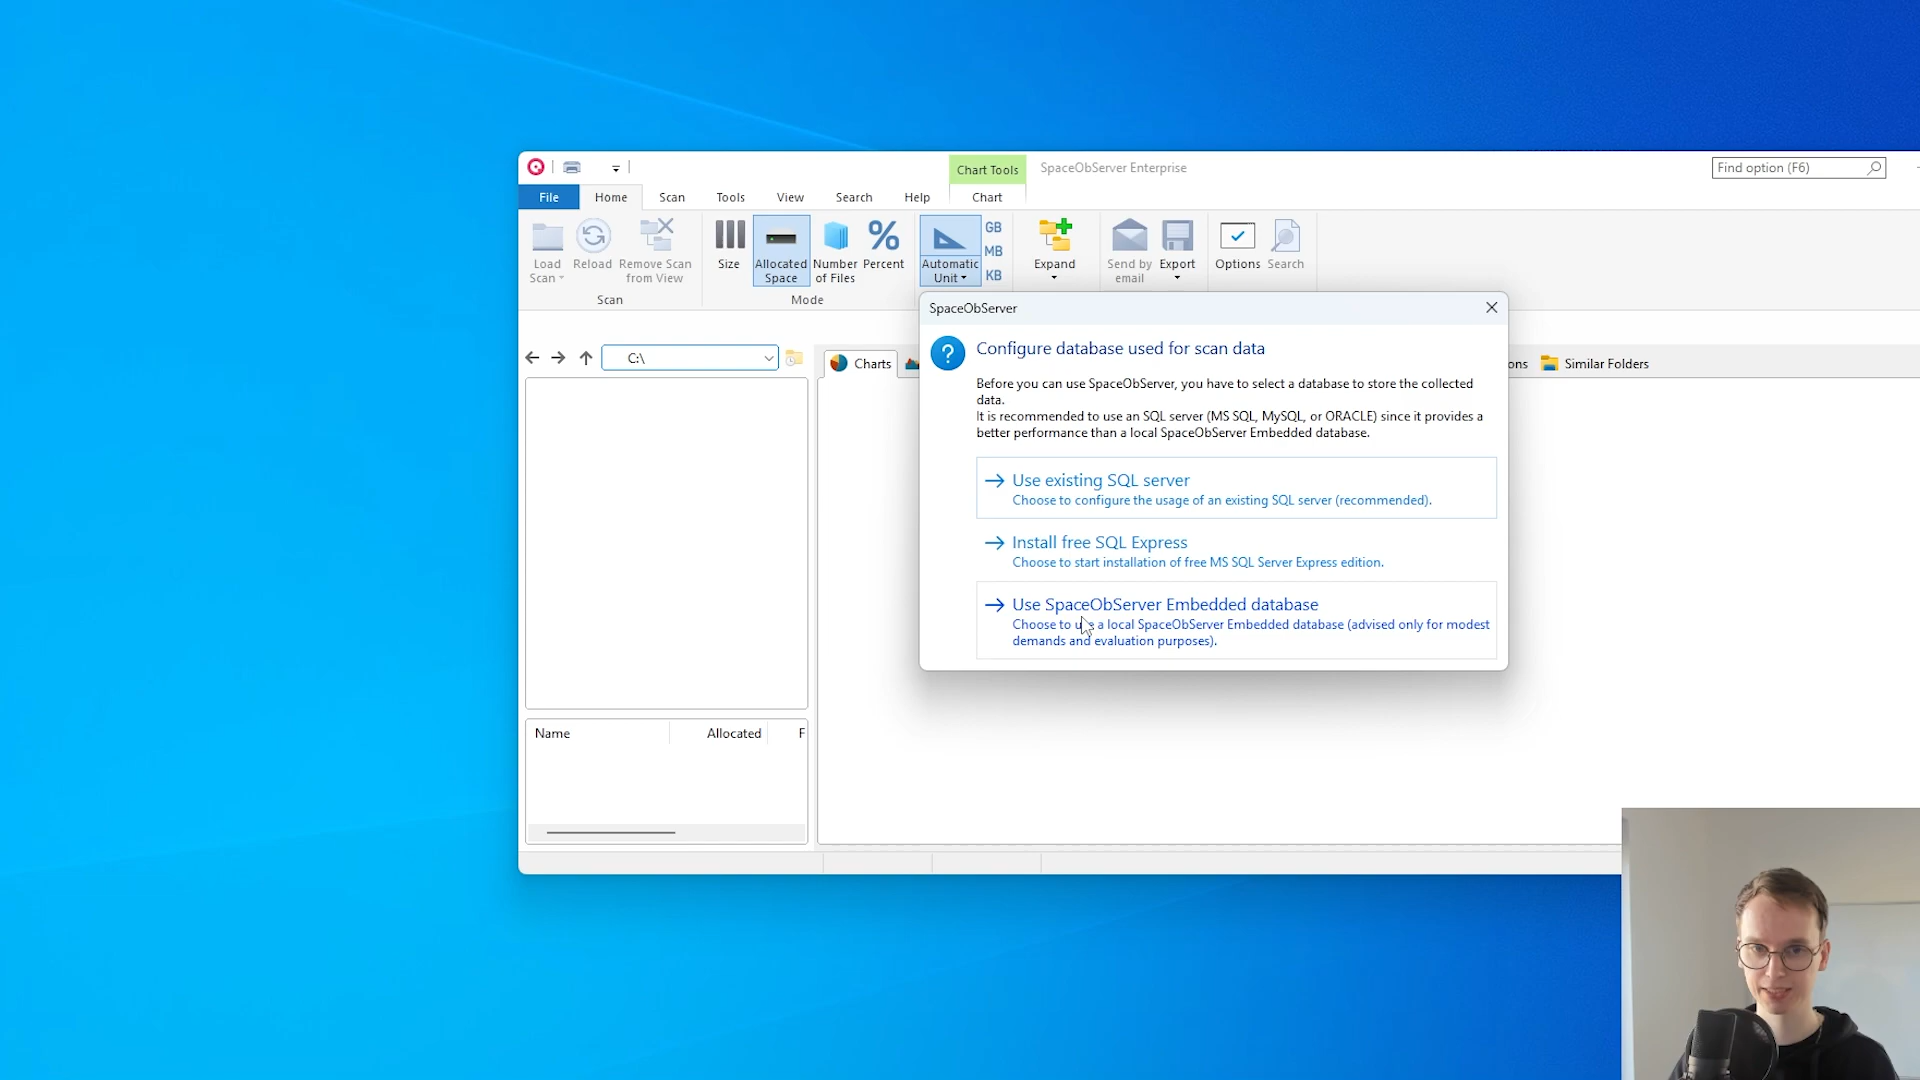 Chart Tools
SpaceObServer Enterprise
Find option (F6)
File
Home
Scan
Tools
View
Search
Help
Chart
Load
Scan
Reload
Remove Scan
from View
Size
Allocated
Space
Number
of Files
Percent
Automatic
Unit
GB
MB
KB
Expand
Send by
email
Export
Options
Search
Scan
Mode
SpaceObServer
C:\
Charts
ons
Similar Folders
Configure database used for scan data
Before you can use SpaceObServer, you have to select a database to store the collected
data.
It is recommended to use an SQL server (MS SQL, MySQL, or ORACLE) since it provides a
better performance than a local SpaceObServer Embedded database.
Use existing SQL server
Choose to configure the usage of an existing SQL server (recommended).
Install free SQL Express
Choose to start installation of free MS SQL Server Express edition.
Use SpaceObServer Embedded database
Choose to use a local SpaceObServer Embedded database (advised only for modest
demands and evaluation purposes).
Name
Allocated
F